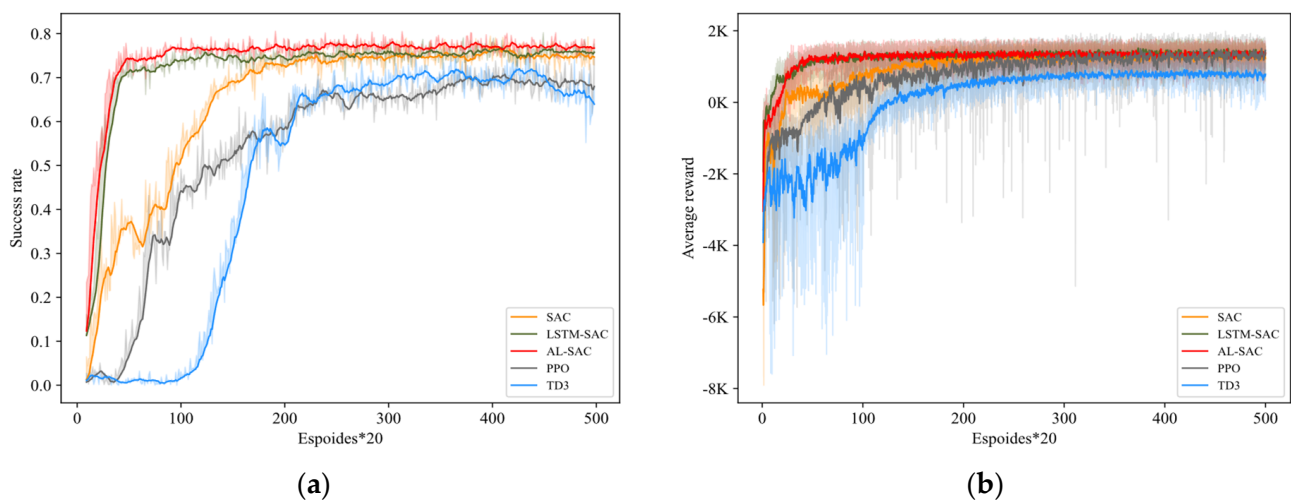 0.8
0.7
0.6
0.5
0.4
0.3
0.2
0.1
0.0
Success rate
0
100
200
300
400
500
Espoides*20
SAC
LSTM-SAC
AL-SAC
PPO
TD3
(a)
2K
0K
-2K
-4K
-6K
-8K
Average reward
0
100
200
300
400
500
Espoides*20
SAC
LSTM-SAC
AL-SAC
PPO
TD3
(b)